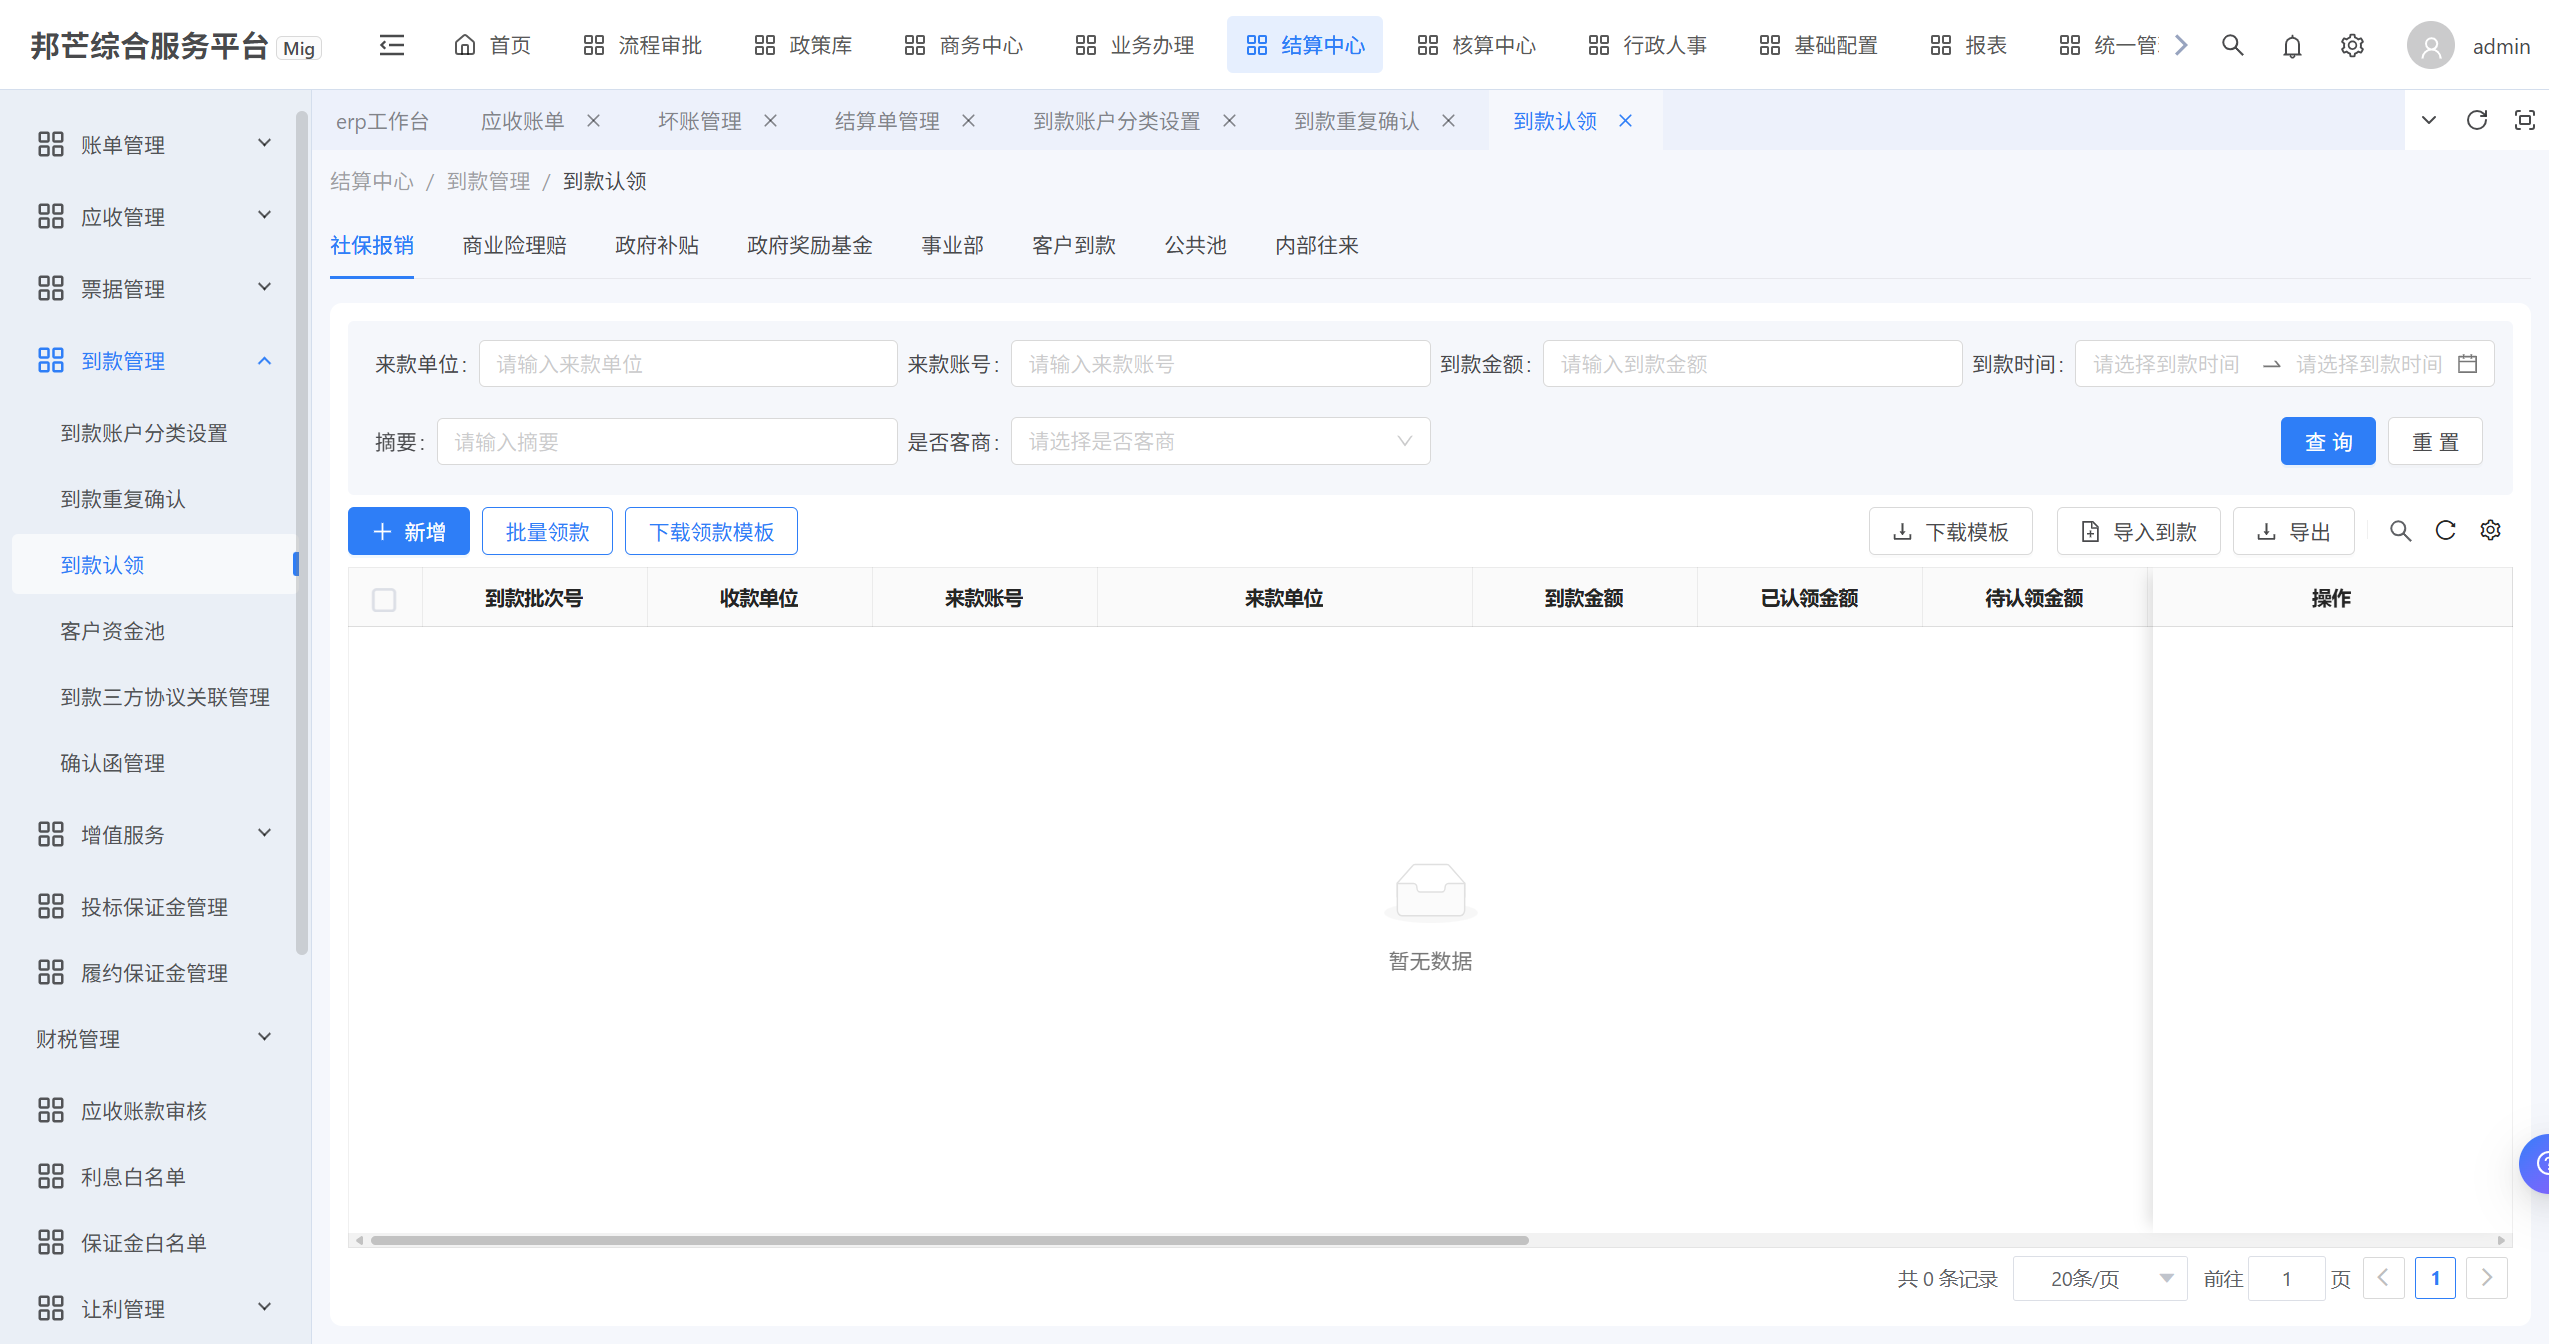 邦芒综合服务平台 Mig 首页 流程审批 政策库 商务中心 业务办理 结算中心 核算中心 行政人事 基础配置 报表 统一管 admin
erp工作台 应收账单 坏账管理 结算单管理 到款账户分类设置 到款重复确认 到款认领
账单管理
应收管理
票据管理
到款管理
到款账户分类设置
到款重复确认
到款认领
客户资金池
到款三方协议关联管理
确认函管理
增值服务
投标保证金管理
履约保证金管理
财税管理
应收账款审核
利息白名单
保证金白名单
让利管理
结算中心 / 到款管理 / 到款认领
社保报销 商业险理赔 政府补贴 政府奖励基金 事业部 客户到款 公共池 内部往来
来款单位: 请输入来款单位 来款账号: 请输入来款账号 到款金额: 请输入到款金额 到款时间: 请选择到款时间 请选择到款时间
摘要: 请输入摘要 是否客商: 请选择是否客商 查 询 重 置
新增 批量领款 下载领款模板 下载模板 导入到款 导出
到款批次号 收款单位 来款账号 来款单位 到款金额 已认领金额 待认领金额 操作
暂无数据
共 0 条记录 20条/页 前往 1 页 1